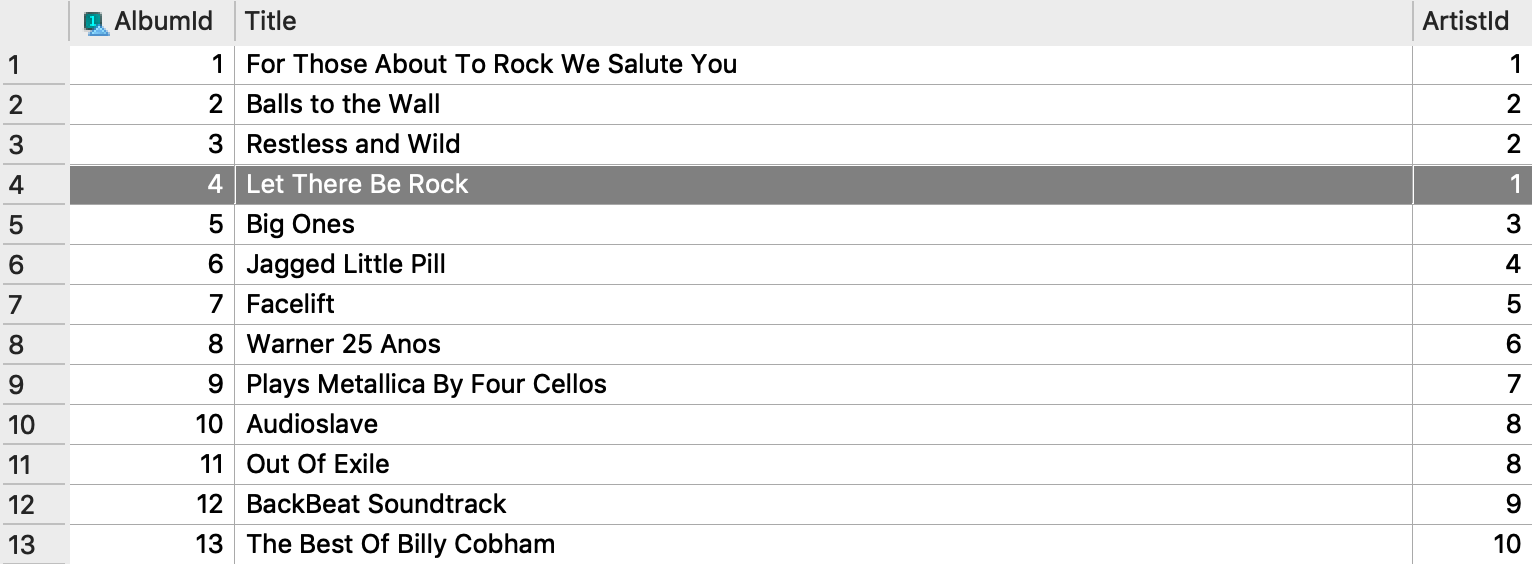 1 AlbumId Title ArtistId
1 1 For Those About To Rock We Salute You 1
2 2 Balls to the Wall 2
3 3 Restless and Wild 2
4 4 Let There Be Rock 1
5 5 Big Ones 3
6 6 Jagged Little Pill 4
7 7 Facelift 5
8 8 Warner 25 Anos 6
9 9 Plays Metallica By Four Cellos 7
10 10 Audioslave 8
11 11 Out Of Exile 8
12 12 BackBeat Soundtrack 9
13 13 The Best Of Billy Cobham 10